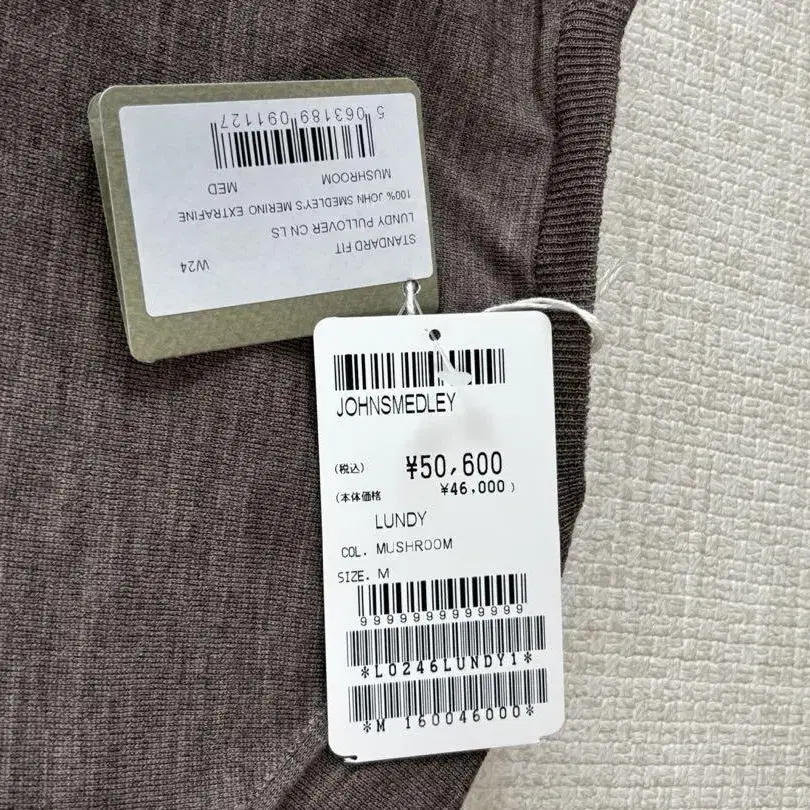 STANDARD FIT
W24
LUNDY PULLOVER CN LS
100% JOHN SMEDLEY'S MERINO EXTRAFINE
MUSHROOM MED
5 063189 091127
JOHNSMEDLEY
(税込) ¥50,600
(本体価格 ¥46,000)
LUNDY
COL. MUSHROOM
SIZE. M
9999999999999
*L0246LUNDY1*
*M 160046000*